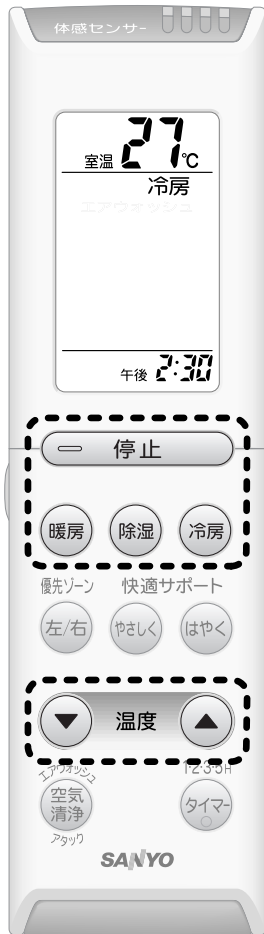 体感センサー
室温 27℃
冷房
エアウォッシュ
午後 2:30
停止
暖房 除湿 冷房
優先ゾーン 快適サポート
左/右 やさしく はやく
▼ 温度 ▲
エアウォッシュ 1・2・3・5H
空気
清浄 タイマー
アタック
SANYO